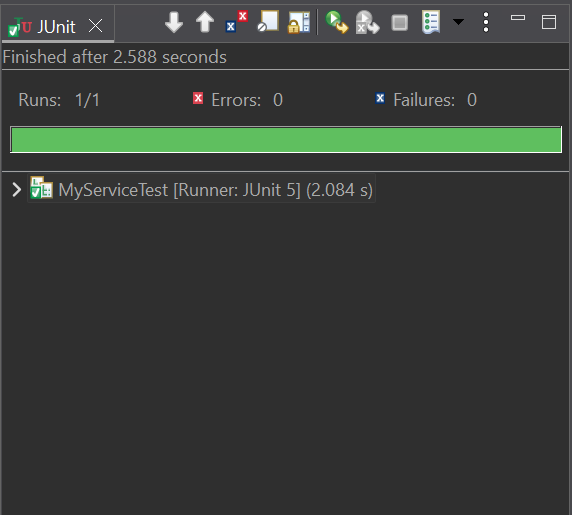 JUnit
Finished after 2.588 seconds
Runs: 1/1 Errors: 0 Failures: 0
MyServiceTest [Runner: JUnit 5] (2.084 s)